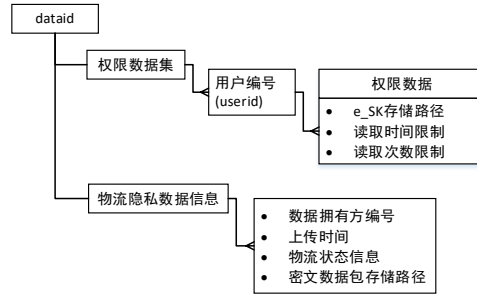 dataid
权限数据集
用户编号
(userid)
权限数据
• e_SK存储路径
• 读取时间限制
• 读取次数限制
物流隐私数据信息
• 数据拥有方编号
• 上传时间
• 物流状态信息
• 密文数据包存储路径